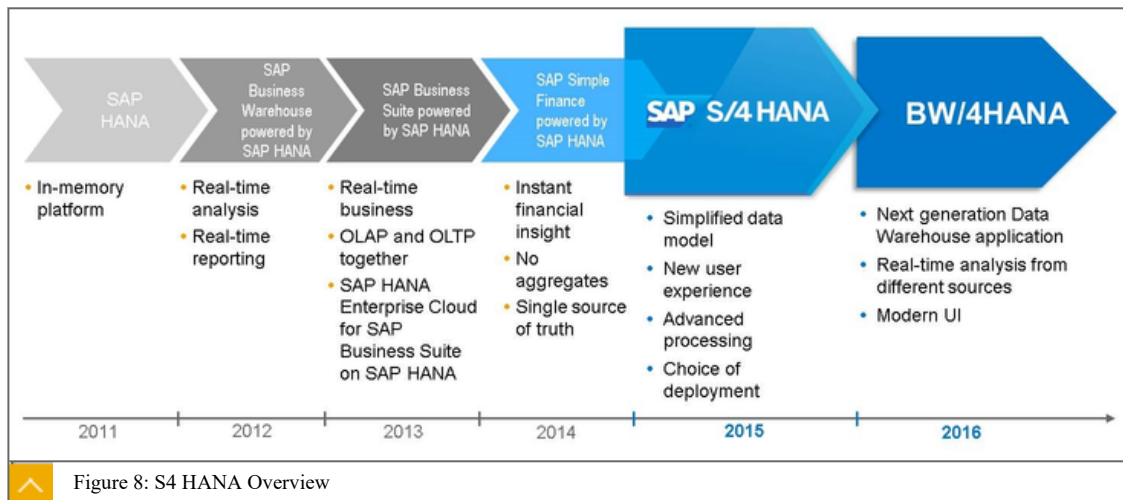 SAP
HANA
SAP
Business
Warehouse
powered by
SAP HANA
SAP Business
Suite powered
by SAP HANA
SAP Simple
Finance
powered by
SAP HANA
SAP S/4 HANA
BW/4HANA
• In-memory
platform
• Real-time
analysis
• Real-time
reporting
• Real-time
business
• OLAP and OLTP
together
• SAP HANA
Enterprise Cloud
for SAP
Business Suite
on SAP HANA
• Instant
financial
insight
• No
aggregates
• Single source
of truth
• Simplified data
model
• New user
experience
• Advanced
processing
• Choice of
deployment
• Next generation Data
Warehouse application
• Real-time analysis from
different sources
• Modern UI
2011
2012
2013
2014
2015
2016
Figure 8: S4 HANA Overview